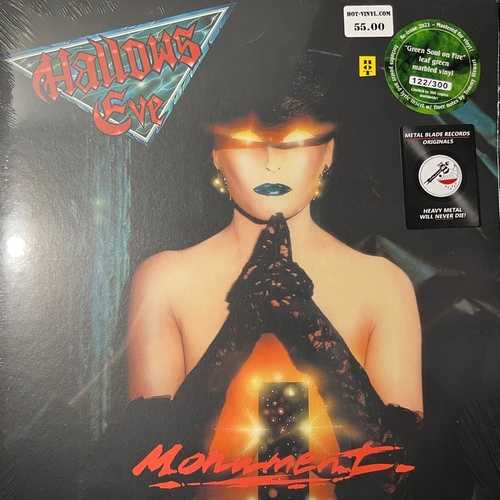 Hallows
Eve
HOT-VINYL.COM
55.00
HOT
"Green Soul on Fire"
leaf green
marbled vinyl
122/300
METAL BLADE RECORDS
ORIGINALS
HEAVY METAL
WILL NEVER DIE!
Monument.